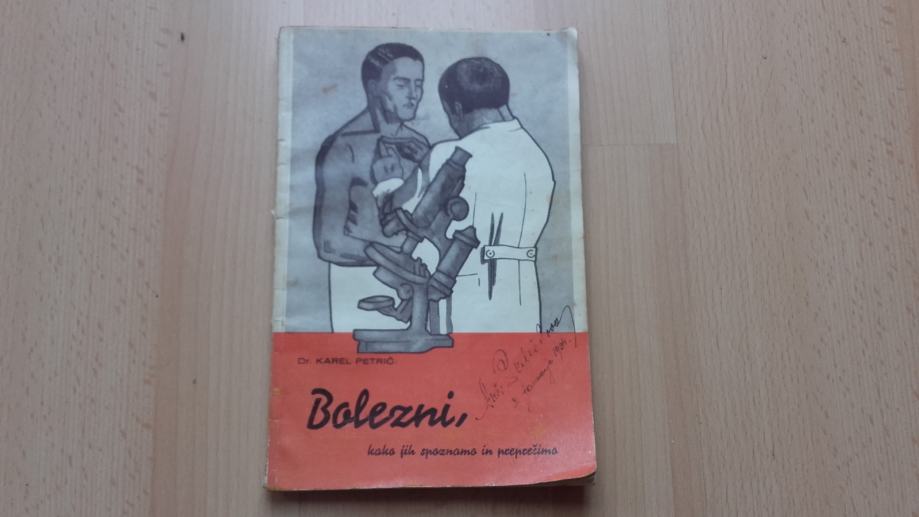 Dr. KAREL PETRIČ:
Bolezni,
kako jih spoznamo in preprečimo